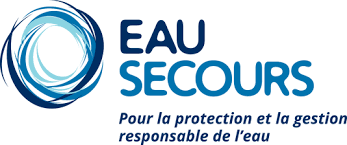 EAU
SECOURS
Pour la protection et la gestion
responsable de l'eau